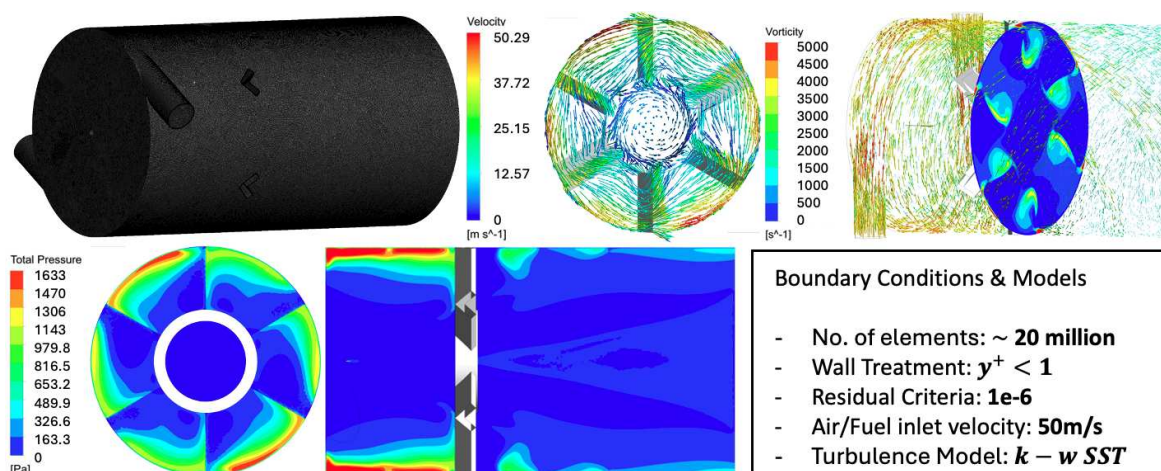 Velocity
50.29
37.72
25.15
12.57
0
[m s^-1]
Vorticity
5000
4500
4000
3500
3000
2500
2000
1500
1000
500
0
[s^-1]
Total Pressure
1633
1470
1306
1143
979.8
816.5
653.2
489.9
326.6
163.3
0
[Pa]
Boundary Conditions & Models
- No. of elements: ~ 20 million
- Wall Treatment: y⁺ < 1
- Residual Criteria: 1e-6
- Air/Fuel inlet velocity: 50m/s
- Turbulence Model: k – w SST